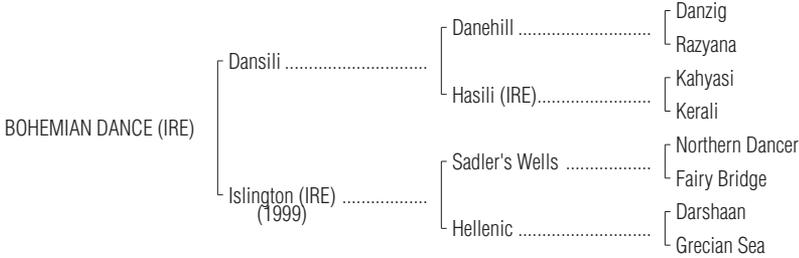 Danzig
Danehill ............................
Razyana
Dansili ..............................
Kahyasi
Hasili (IRE)........................
Kerali
BOHEMIAN DANCE (IRE)
Northern Dancer
Sadler's Wells ..................
Fairy Bridge
Islington (IRE) ..................
(1999)
Darshaan
Hellenic ............................
Grecian Sea